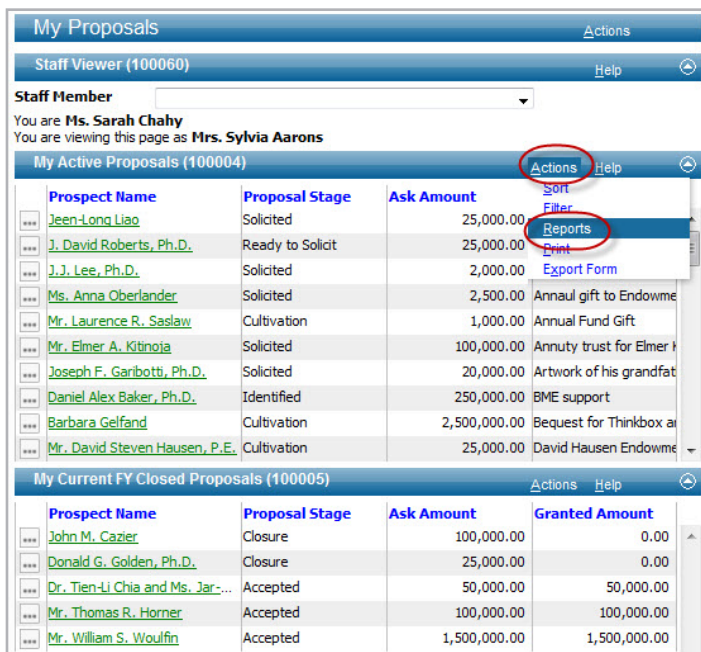 My Proposals Actions
Staff Viewer (100060) Help
Staff Member
You are Ms. Sarah Chahy
You are viewing this page as Mrs. Sylvia Aarons
My Active Proposals (100004) Actions Help
Sort
Filter
Reports
Print
Export Form
Prospect Name Proposal Stage Ask Amount
Jeen-Long Liao Solicited 25,000.00
J. David Roberts, Ph.D. Ready to Solicit 25,000.00
J.J. Lee, Ph.D. Solicited 2,000.00
Ms. Anna Oberlander Solicited 2,500.00 Annaul gift to Endowme
Mr. Laurence R. Saslaw Cultivation 1,000.00 Annual Fund Gift
Mr. Elmer A. Kitinoja Solicited 100,000.00 Annuty trust for Elmer
Joseph F. Garibotti, Ph.D. Solicited 20,000.00 Artwork of his grandfat
Daniel Alex Baker, Ph.D. Identified 250,000.00 BME support
Barbara Gelfand Cultivation 2,500,000.00 Bequest for Thinkbox
Mr. David Steven Hausen, P.E. Cultivation 25,000.00 David Hausen Endowme
My Current FY Closed Proposals (100005) Actions Help
Prospect Name Proposal Stage Ask Amount Granted Amount
John M. Cazier Closure 100,000.00 0.00
Donald G. Golden, Ph.D. Closure 25,000.00 0.00
Dr. Tien-Li Chia and Ms. Jar-... Accepted 50,000.00 50,000.00
Mr. Thomas R. Horner Accepted 100,000.00 100,000.00
Mr. William S. Woulfin Accepted 1,500,000.00 1,500,000.00